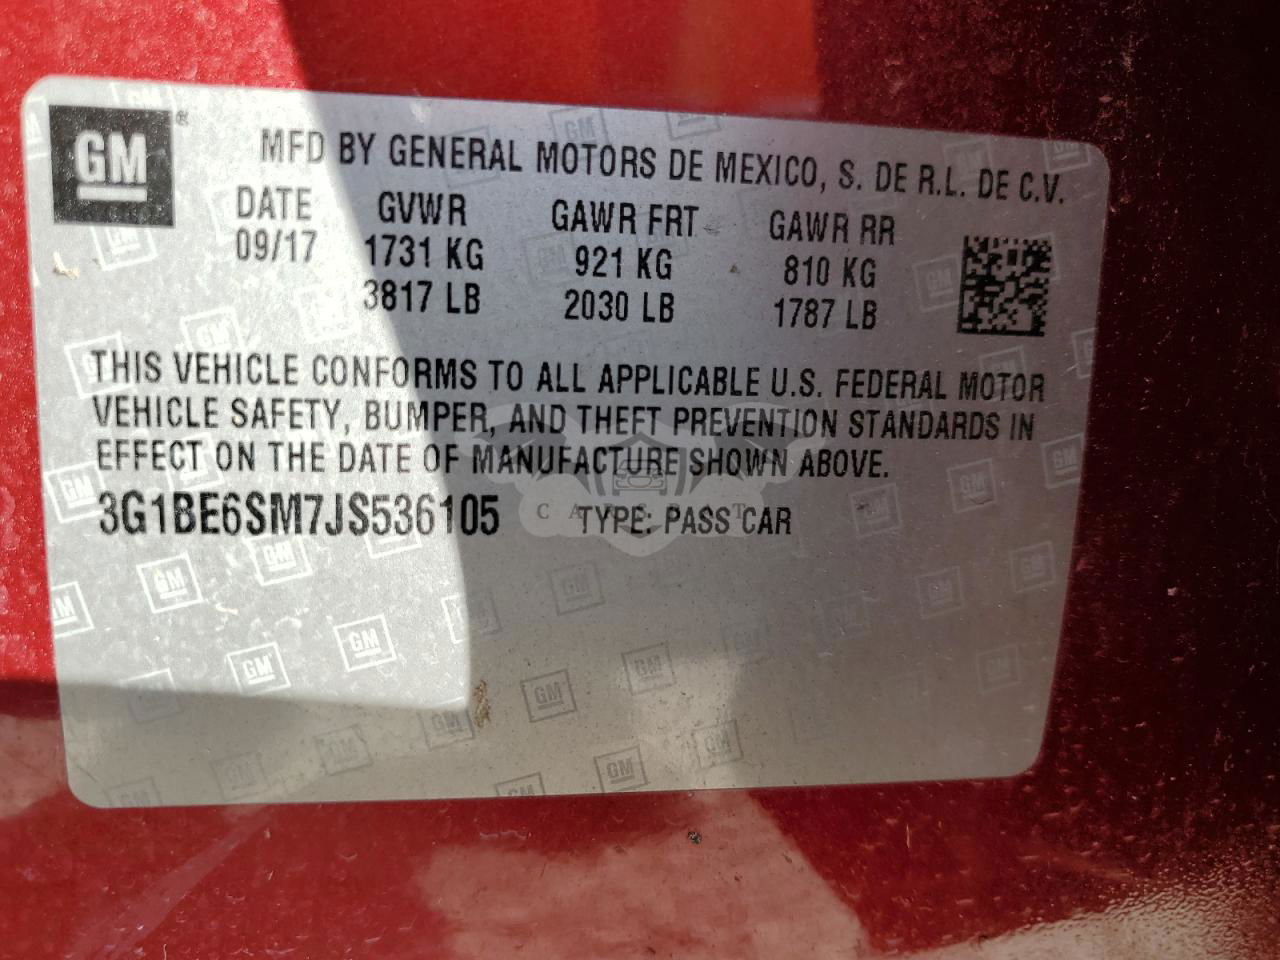 GM ®
MFD BY GENERAL MOTORS DE MEXICO, S. DE R.L. DE C.V.
DATE GVWR GAWR FRT GAWR RR
09/17 1731 KG 921 KG 810 KG
3817 LB 2030 LB 1787 LB
THIS VEHICLE CONFORMS TO ALL APPLICABLE U.S. FEDERAL MOTOR
VEHICLE SAFETY, BUMPER, AND THEFT PREVENTION STANDARDS IN
EFFECT ON THE DATE OF MANUFACTURE SHOWN ABOVE.
3G1BE6SM7JS536105 TYPE: PASS CAR